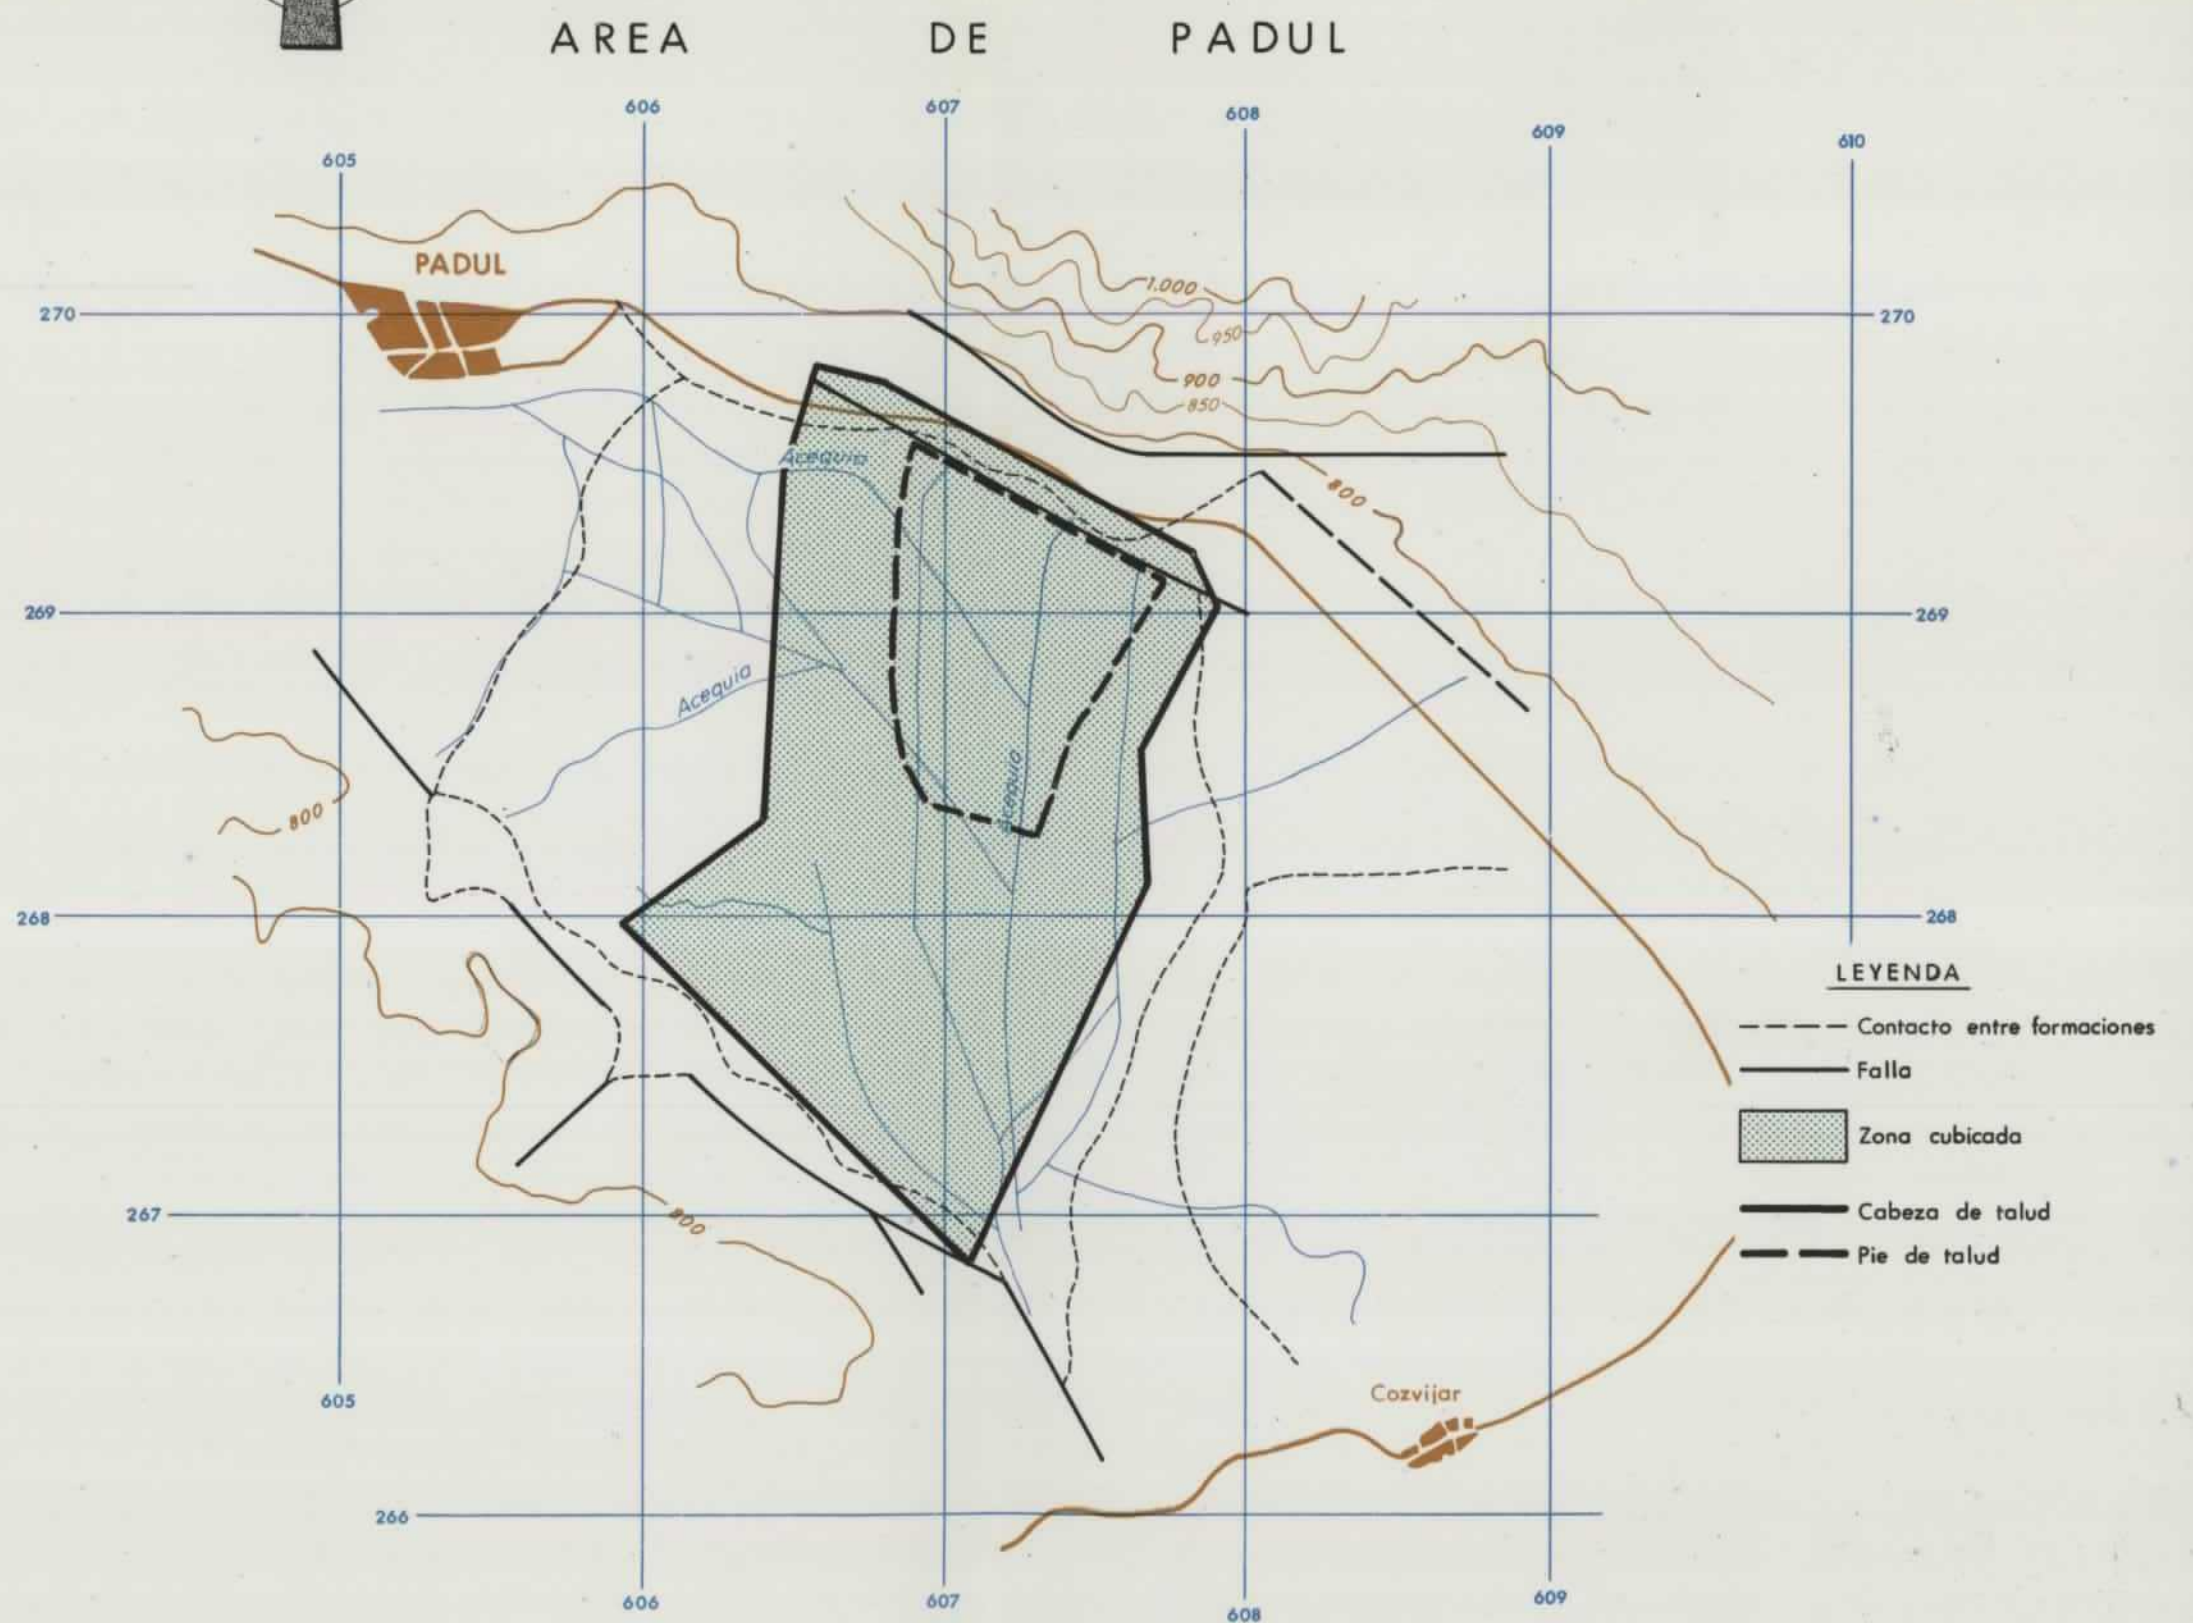 AREA DE PADUL
606
607
608
609
610
605
PADUL
1.000
270
270
950
900
850
Acequia
800
269
269
Acequia
Acequia
800
268
268
LEYENDA
Contacto entre formaciones
Falla
Zona cubicada
Cabeza de talud
267
800
Pie de talud
605
Cozvijar
266
606
607
608
609